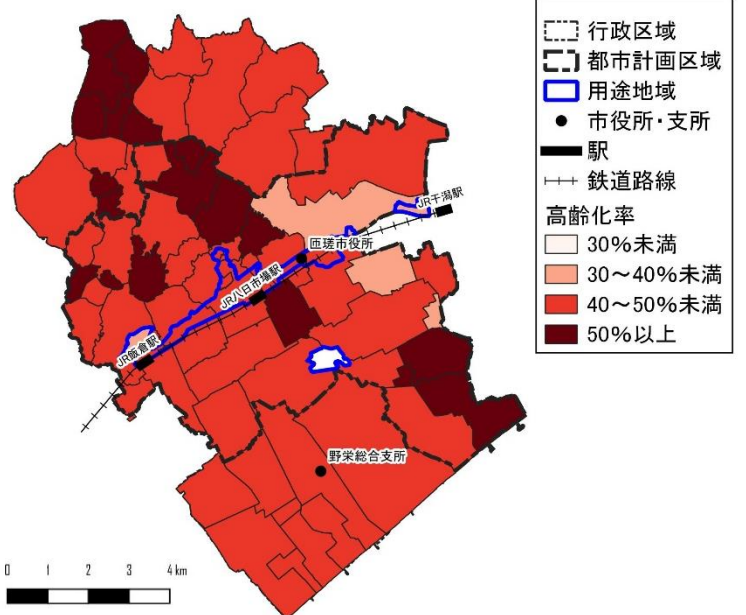 行政区域
都市計画区域
用途地域
市役所・支所
駅
鉄道路線
高齢化率
30%未満
30～40%未満
40～50%未満
50%以上
JR干潟駅
匝瑳市役所
JR八日市場駅
JR飯倉駅
野栄総合支所
0 1 2 3 4 km